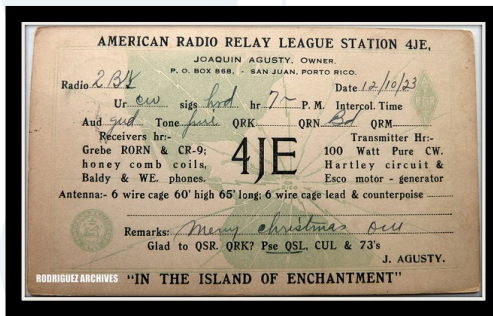 AMERICAN RADIO RELAY LEAGUE STATION 4JE,
JOAQUIN AGUSTY, OWNER.
P. O. BOX 868, - SAN JUAN, PORTO RICO.
Radio 2BY Date 12/10/23
Ur cw sigs hrd hr 7~ P. M. Intercol. Time
Aud gud Tone pure QRK QRN Bd QRM
Receivers hr:-
Grebe RORN & CR-9;
honey comb coils,
Baldy & WE. phones.
4JE
Transmitter Hr:-
100 Watt Pure CW.
Hartley circuit &
Esco motor - generator
Antenna:- 6 wire cage 60' high 65' long; 6 wire cage lead & counterpoise
Remarks: Merry christmas om
Glad to QSR. QRK? Pse QSL, CUL & 73's
J. AGUSTY.
RODRIGUEZ ARCHIVES
"IN THE ISLAND OF ENCHANTMENT"